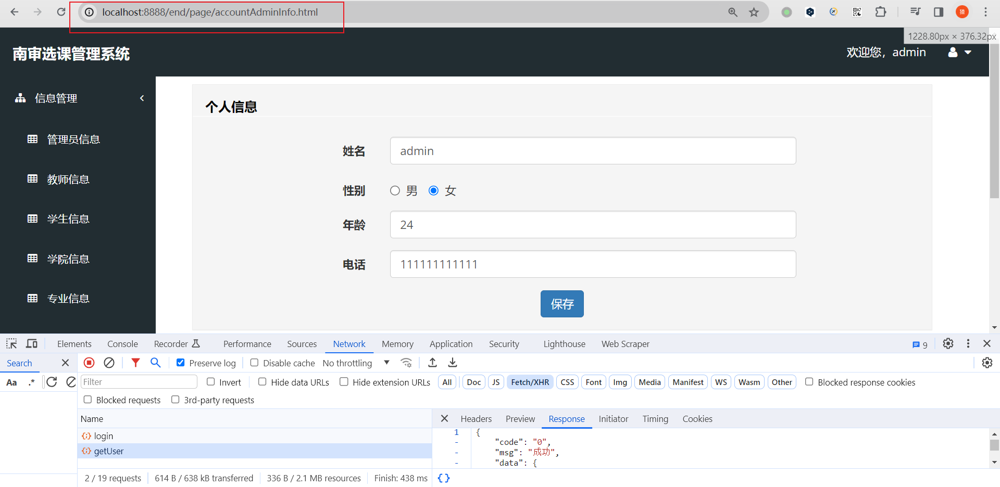 localhost:8888/end/page/accountAdminInfo.html
猹
1228.80px × 376.32px
南审选课管理系统
欢迎您，admin
信息管理
管理员信息
教师信息
学生信息
学院信息
专业信息
个人信息
姓名 admin
性别 男 女
年龄 24
电话 111111111111
保存
Elements Console Recorder Performance Sources Network Memory Application Security Lighthouse Web Scraper 9
Search Preserve log Disable cache No throttling
Aa .* Filter Invert Hide data URLs Hide extension URLs All Doc JS Fetch/XHR CSS Font Img Media Manifest WS Wasm Other Blocked response cookies
Blocked requests 3rd-party requests
Name Headers Preview Response Initiator Timing Cookies
login
getUser
1 {
- "code": "0",
- "msg": "成功",
- "data": {
2 / 19 requests 614 B / 638 kB transferred 336 B / 2.1 MB resources Finish: 438 ms { }